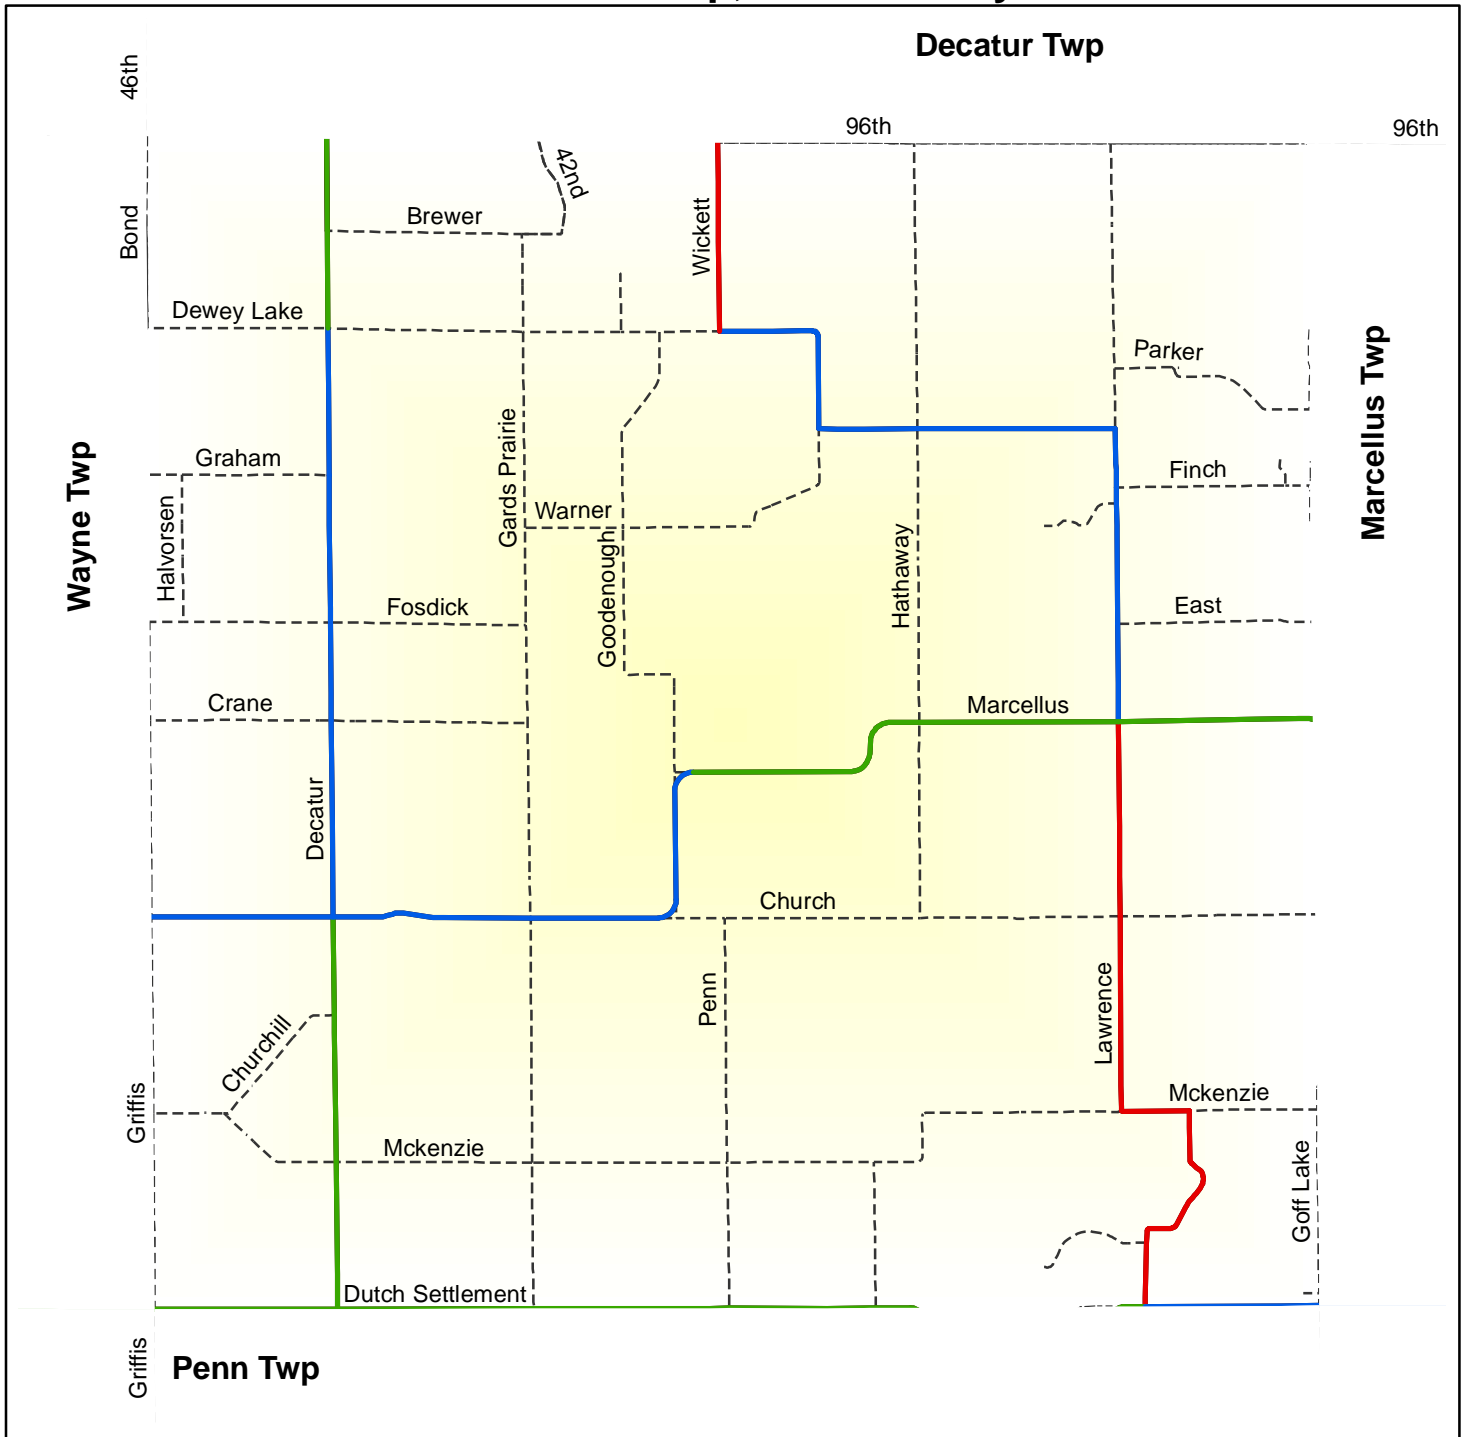 Decatur Twp
46th
96th
96th
42nd
Bond
Brewer
Wickett
Dewey Lake
Parker
Marcellus Twp
Wayne Twp
Graham
Gards Prairie
Finch
Halvorsen
Warner
Goodenough
Hathaway
Fosdick
East
Crane
Marcellus
Decatur
Church
Penn
Lawrence
Churchill
Griffis
Mckenzie
Mckenzie
Goff Lake
Dutch Settlement
Griffis
Penn Twp